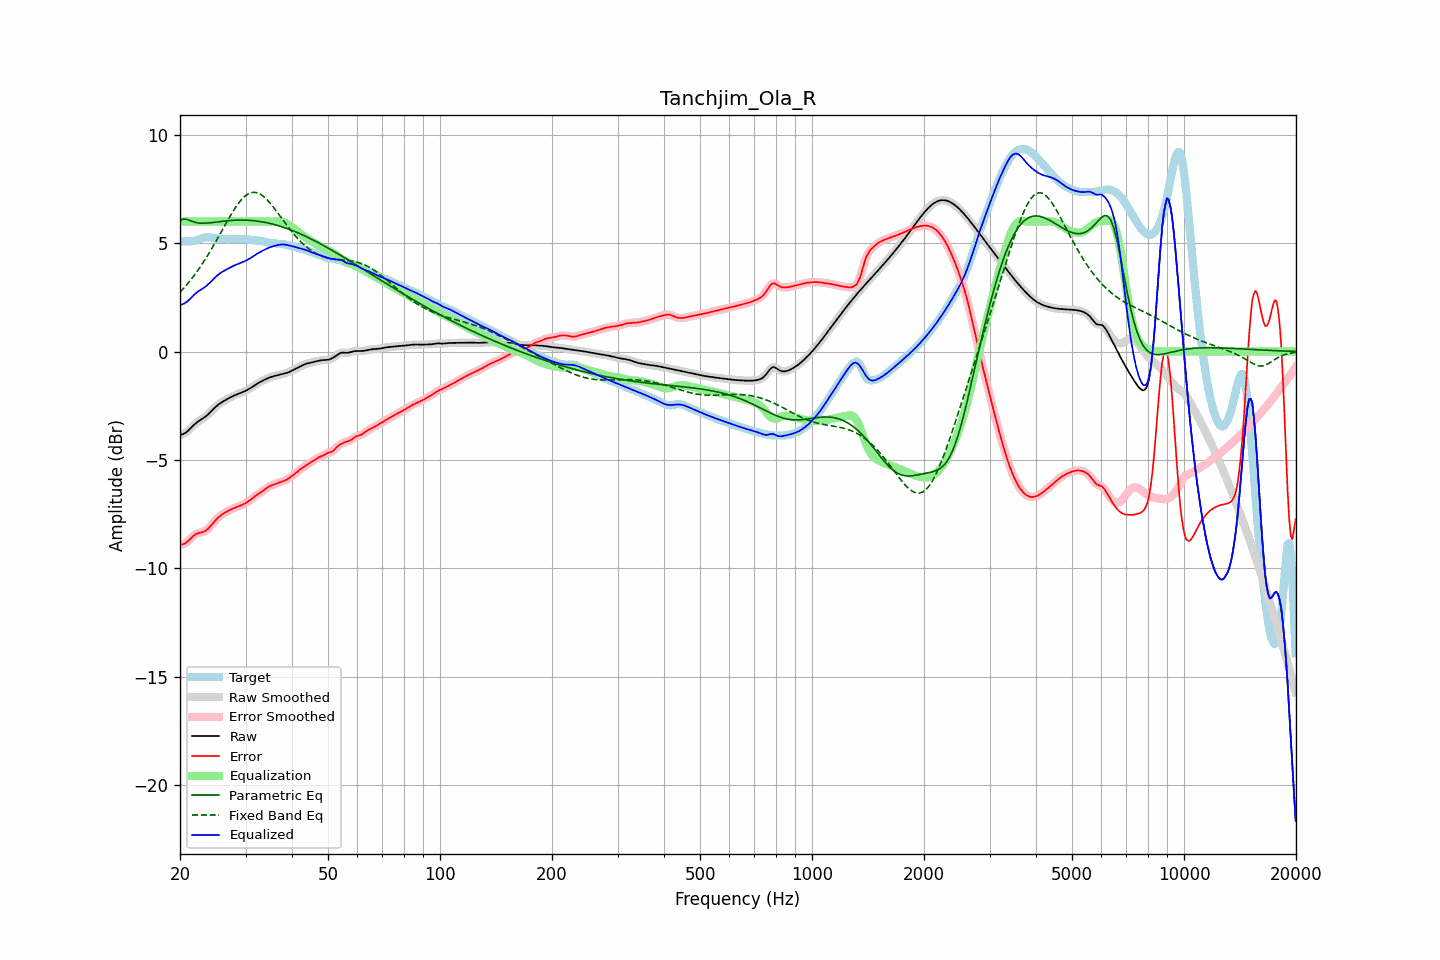 Tanchjim_Ola_R
Amplitude (dBr)
10
5
0
−5
−10
−15
−20
Target
Raw Smoothed
Error Smoothed
Raw
Error
Equalization
Parametric Eq
Fixed Band Eq
Equalized
20 50 100 200 500 1000 2000 5000 10000 20000
Frequency (Hz)